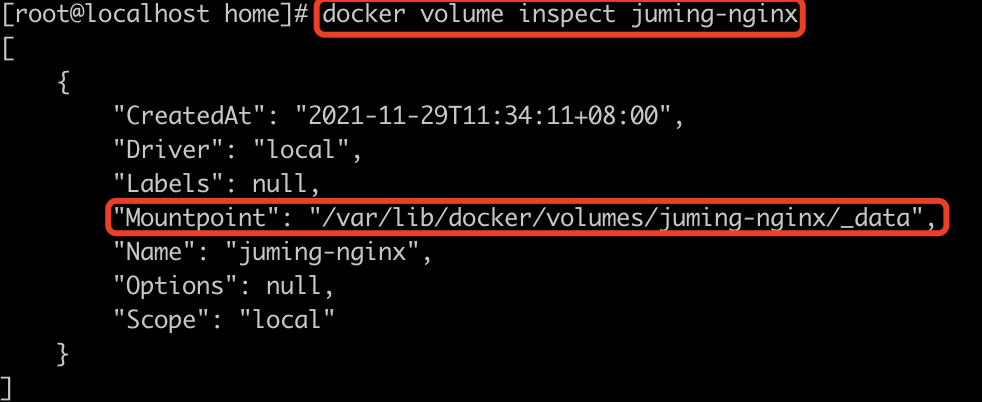 [root@localhost home]# docker volume inspect juming-nginx
[
    {
        "CreatedAt": "2021-11-29T11:34:11+08:00",
        "Driver": "local",
        "Labels": null,
        "Mountpoint": "/var/lib/docker/volumes/juming-nginx/_data",
        "Name": "juming-nginx",
        "Options": null,
        "Scope": "local"
    }
]